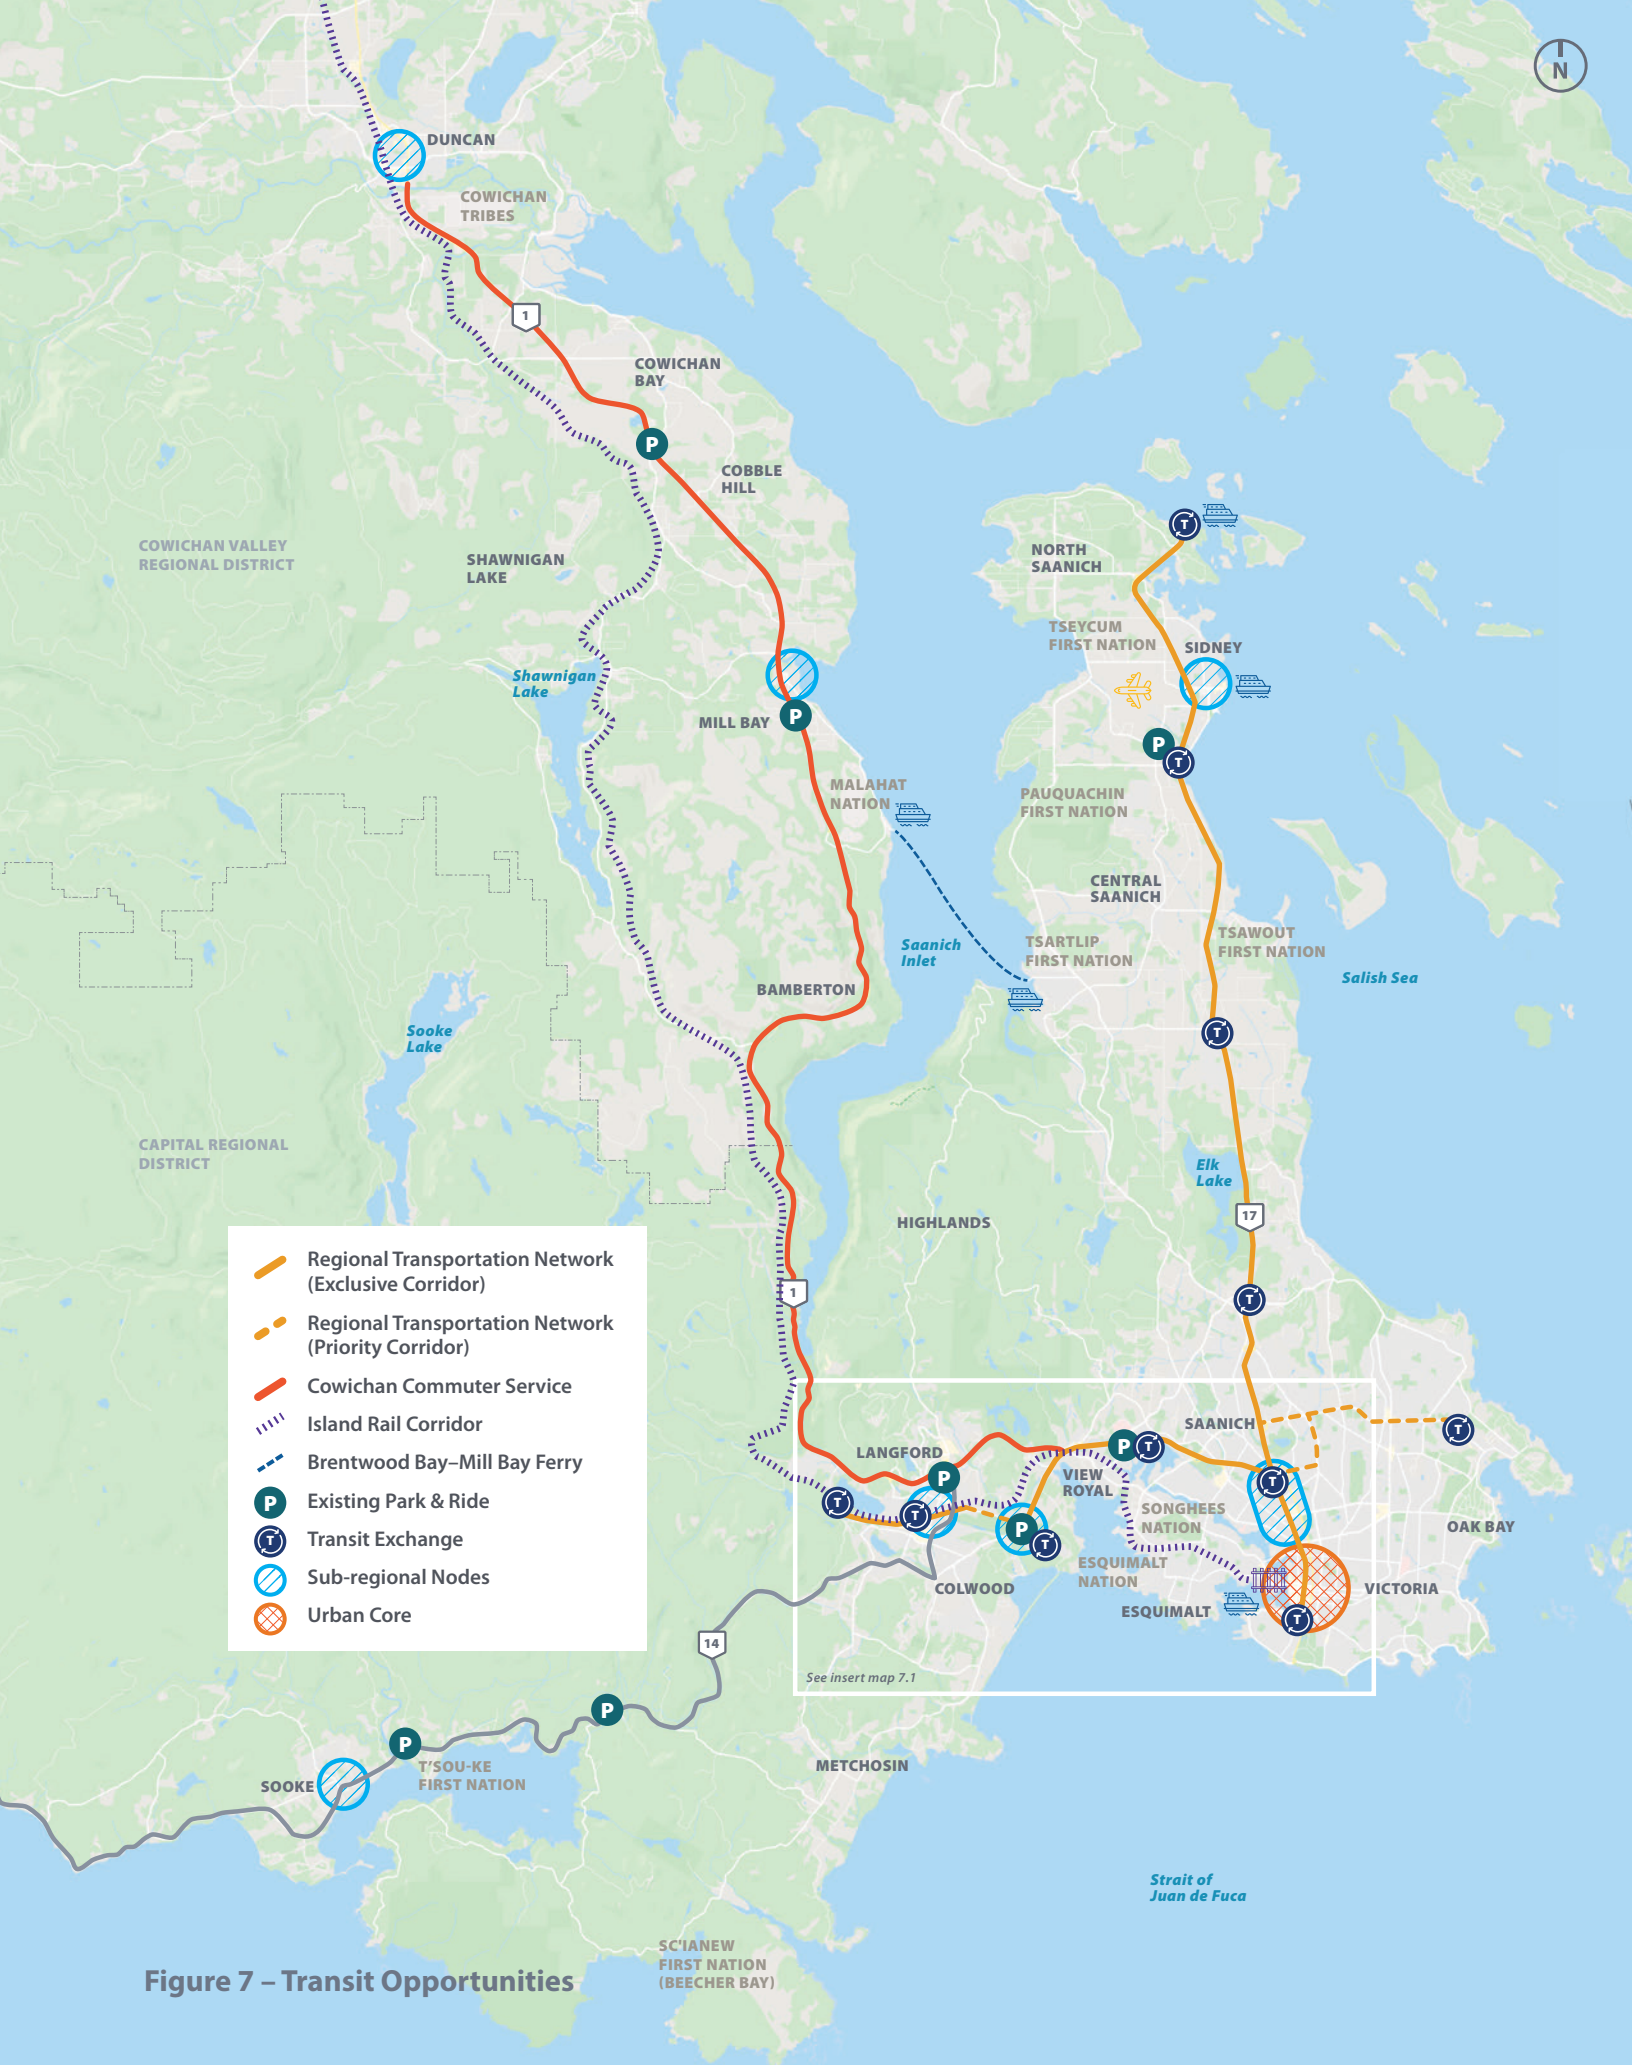 N
DUNCAN
COWICHAN
TRIBES
1
COWICHAN
BAY
P
COBBLE
HILL
T
NORTH
SAANICH
COWICHAN VALLEY
REGIONAL DISTRICT
SHAWNIGAN
LAKE
TSEYCUM
FIRST NATION
SIDNEY
Shawnigan
Lake
MILL BAY
P
P
T
MALAHAT
NATION
PAUQUACHIN
FIRST NATION
CENTRAL
SAANICH
Saanich
Inlet
TSARTLIP
FIRST NATION
TSAWOUT
FIRST NATION
Salish Sea
BAMBERTON
Sooke
Lake
T
CAPITAL REGIONAL
DISTRICT
Elk
Lake
HIGHLANDS
17
1
T
Regional Transportation Network
(Exclusive Corridor)
Regional Transportation Network
(Priority Corridor)
Cowichan Commuter Service
Island Rail Corridor
Brentwood Bay–Mill Bay Ferry
P Existing Park & Ride
T Transit Exchange
Sub-regional Nodes
Urban Core
SAANICH
T
LANGFORD
P
T
P
VIEW
ROYAL
T
T
T
SONGHEES
NATION
P
T
OAK BAY
ESQUIMALT
NATION
COLWOOD
VICTORIA
ESQUIMALT
T
14
See insert map 7.1
P
P
METCHOSIN
T'SOU-KE
FIRST NATION
SOOKE
Strait of
Juan de Fuca
SC'IANEW
FIRST NATION
(BEECHER BAY)
Figure 7 – Transit Opportunities